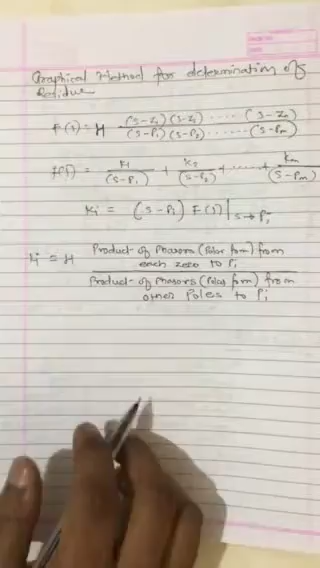 Graphical Method for determination of
Residue
F(s) = H (s-Z1)(s-Z2) ...... (s-Zn) / (s-P1)(s-P2) ...... (s-Pm)
F(s) = K1/(s-P1) + K2/(s-P2) + ...... + Km/(s-Pm)
Ki = (s-Pi) F(s)|s→Pi
Ki = H Product of Phasors (Polar form) from
each zero to Pi
Product of Phasors (Polar form) from
other Poles to Pi